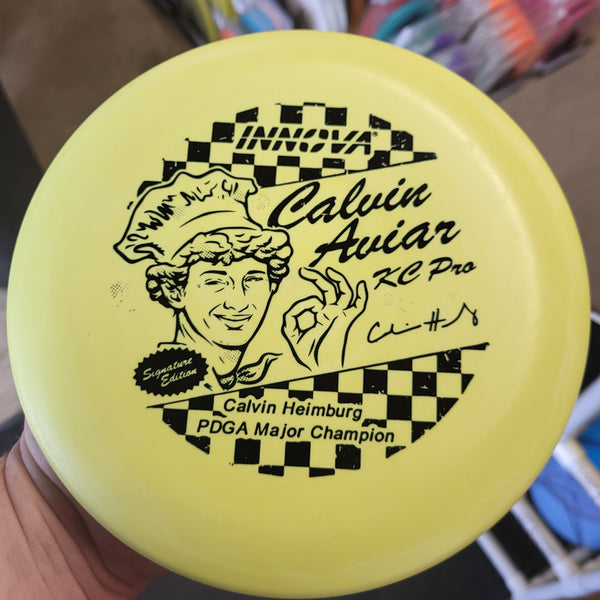 INNOVA®
Calvin
Aviar
KC Pro
Signature
Edition
Calvin Heimburg
PDGA Major Champion